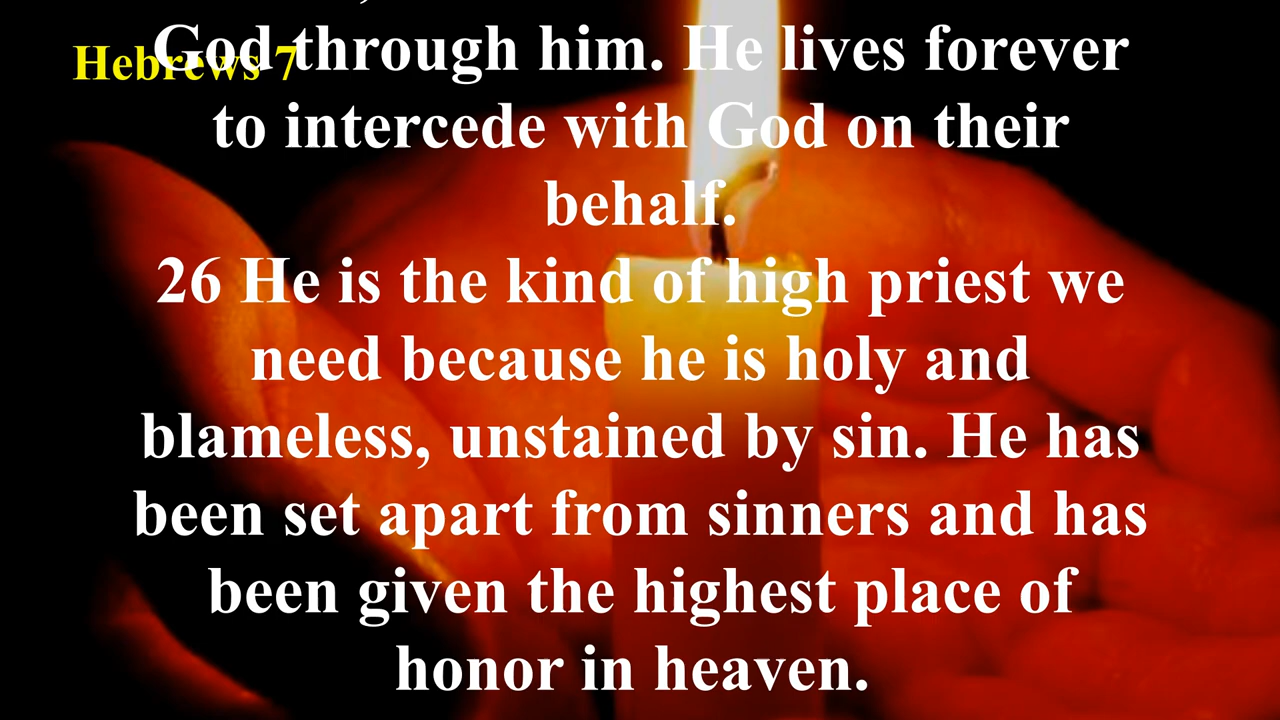 Hebrews 7
God through him. He lives forever
to intercede with God on their
behalf.
26 He is the kind of high priest we
need because he is holy and
blameless, unstained by sin. He has
been set apart from sinners and has
been given the highest place of
honor in heaven.